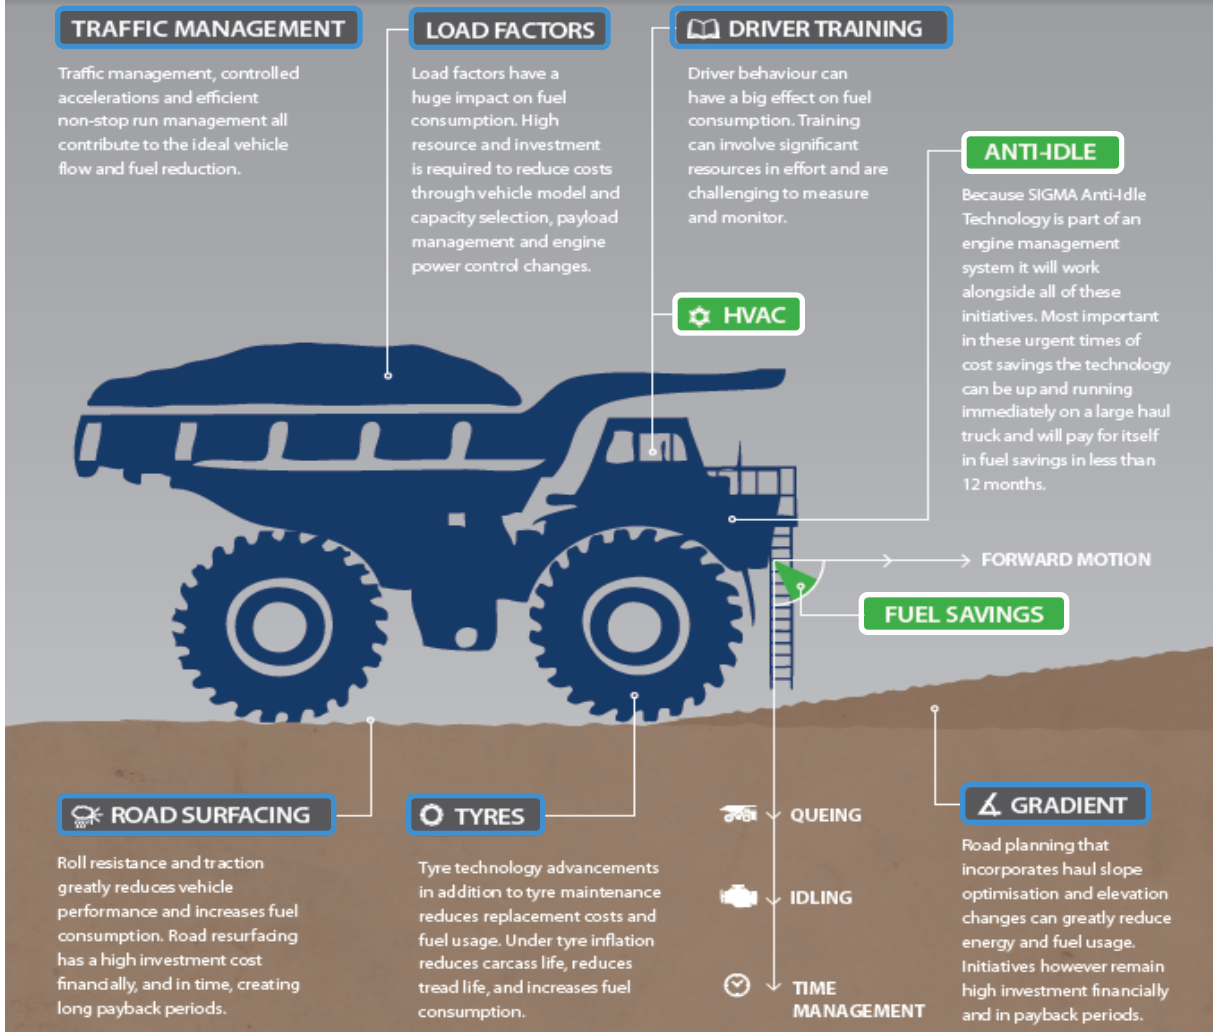 TRAFFIC MANAGEMENT
Traffic management, controlled
accelerations and efficient
non-stop run management all
contribute to the ideal vehicle
flow and fuel reduction.
LOAD FACTORS
Load factors have a
huge impact on fuel
consumption. High
resource and investment
is required to reduce costs
through vehicle model and
capacity selection, payload
management and engine
power control changes.
DRIVER TRAINING
Driver behaviour can
have a big effect on fuel
consumption. Training
can involve significant
resources in effort and are
challenging to measure
and monitor.
HVAC
ANTI-IDLE
Because SIGMA Anti-Idle
Technology is part of an
engine management
system it will work
alongside all of these
initiatives. Most important
in these urgent times of
cost savings the technology
can be up and running
immediately on a large haul
truck and will pay for itself
in fuel savings in less than
12 months.
FORWARD MOTION
FUEL SAVINGS
ROAD SURFACING
Roll resistance and traction
greatly reduces vehicle
performance and increases fuel
consumption. Road resurfacing
has a high investment cost
financially, and in time, creating
long payback periods.
TYRES
Tyre technology advancements
in addition to tyre maintenance
reduces replacement costs and
fuel usage. Under tyre inflation
reduces carcass life, reduces
tread life, and increases fuel
consumption.
QUEING
IDLING
TIME
MANAGEMENT
GRADIENT
Road planning that
incorporates haul slope
optimisation and elevation
changes can greatly reduce
energy and fuel usage.
Initiatives however remain
high investment financially
and in payback periods.